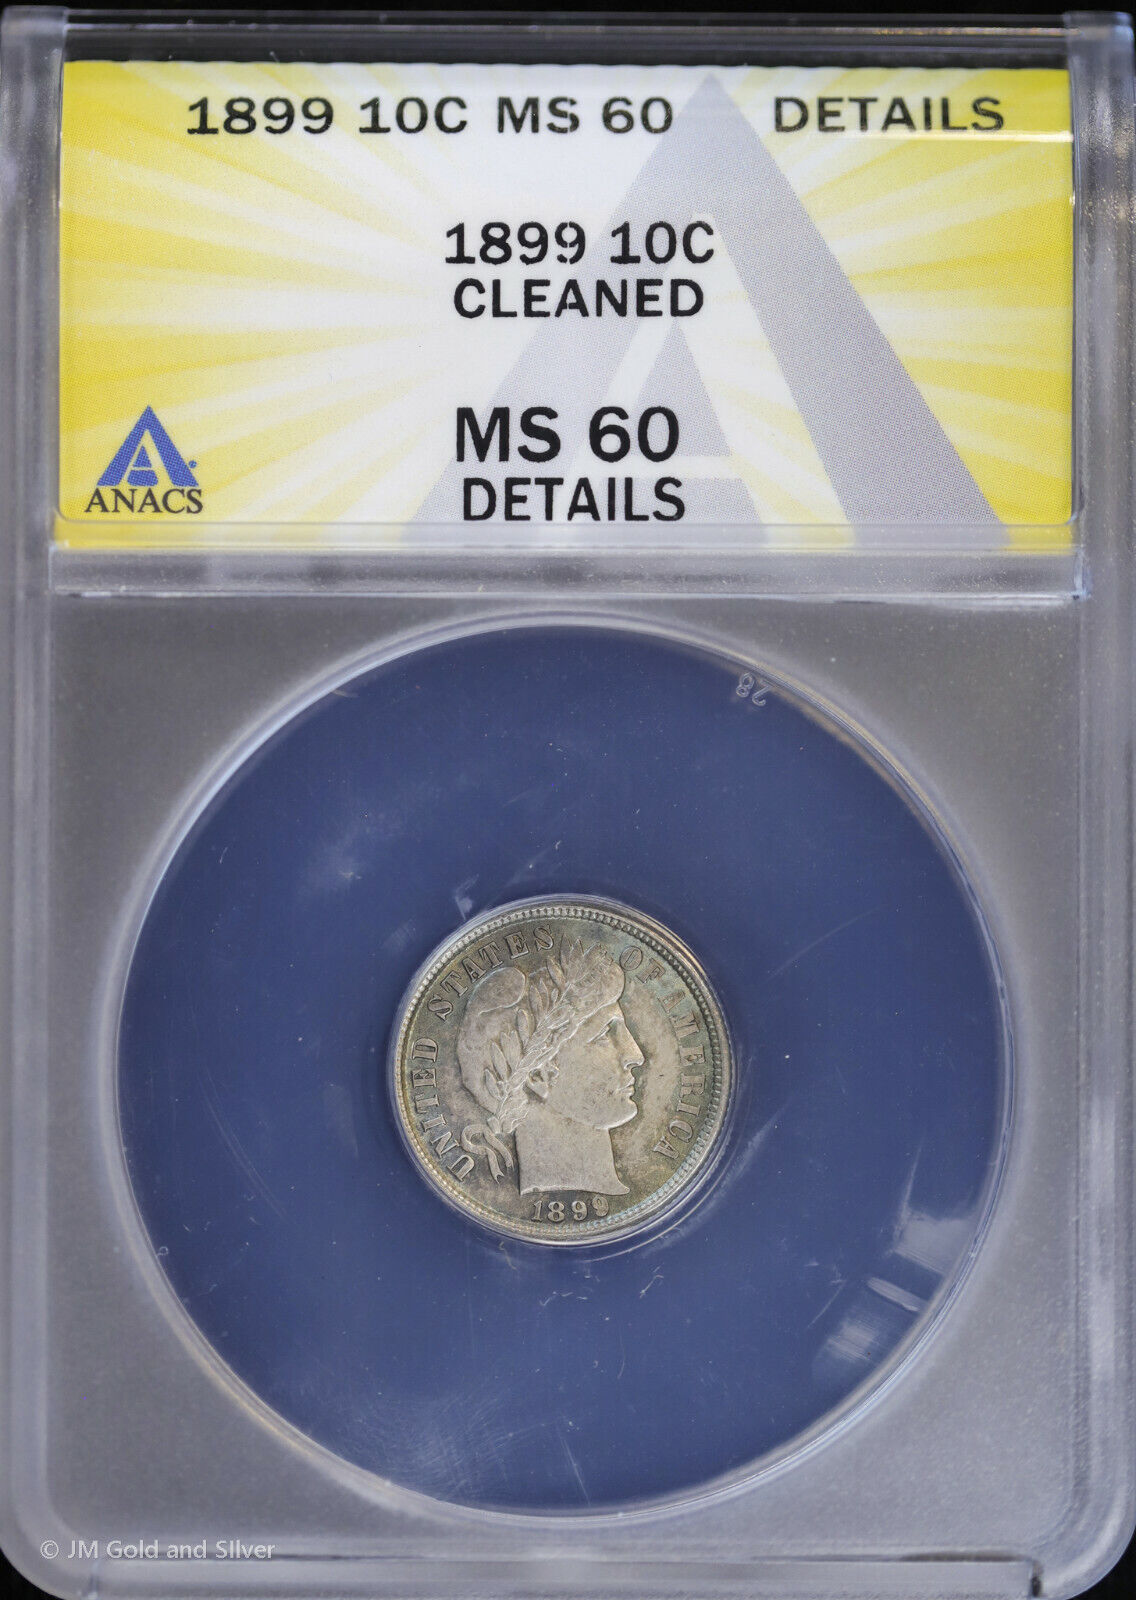 1899 10C MS 60 DETAILS
1899 10C
CLEANED
MS 60
DETAILS
ANACS
28
UNITED STATES OF AMERICA
1899
© JM Gold and Silver